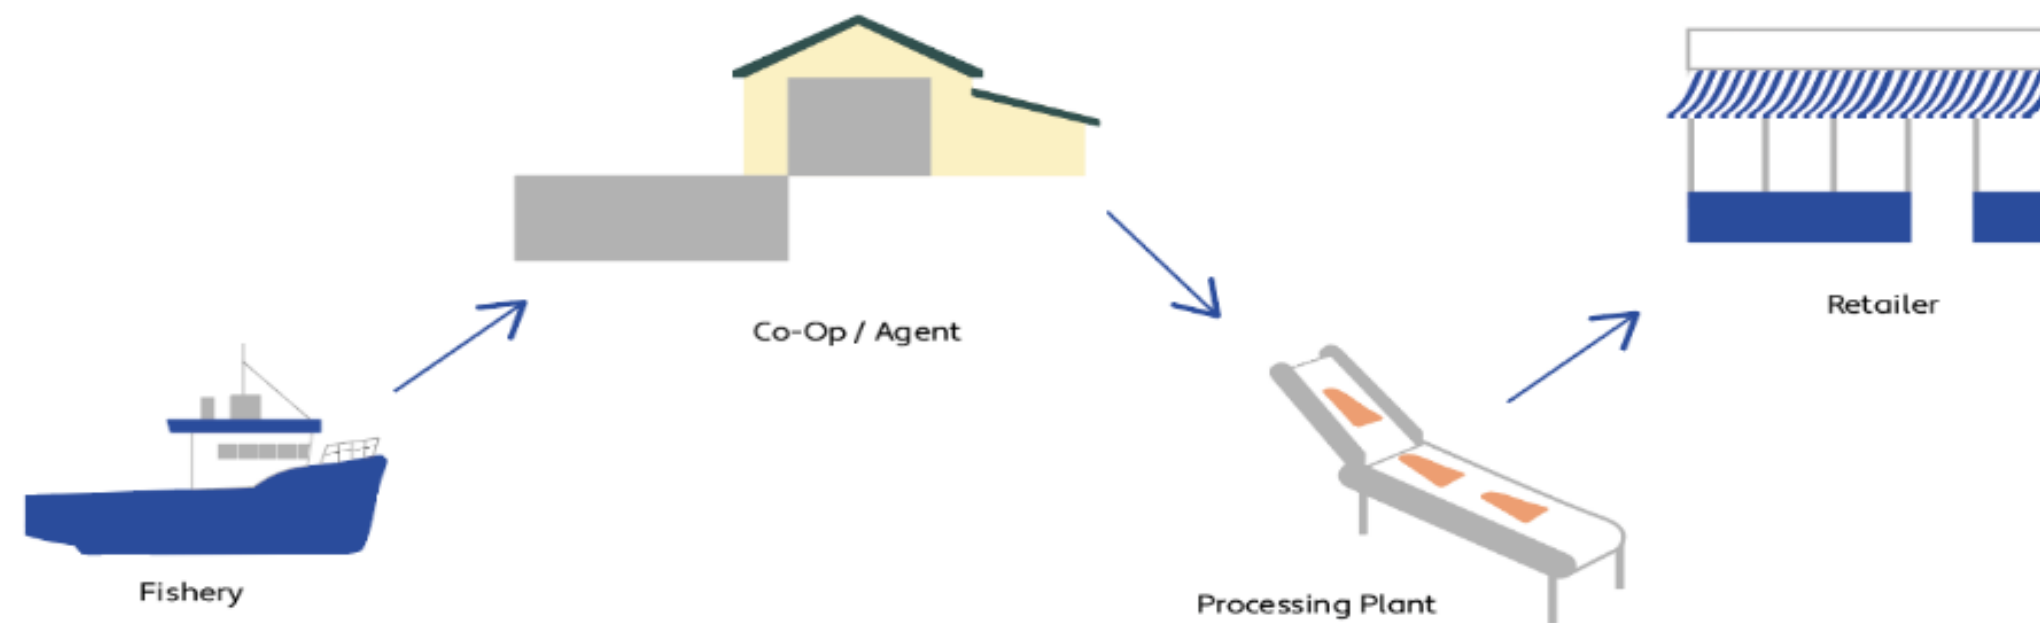 Fishery
Co-Op / Agent
Processing Plant
Retailer